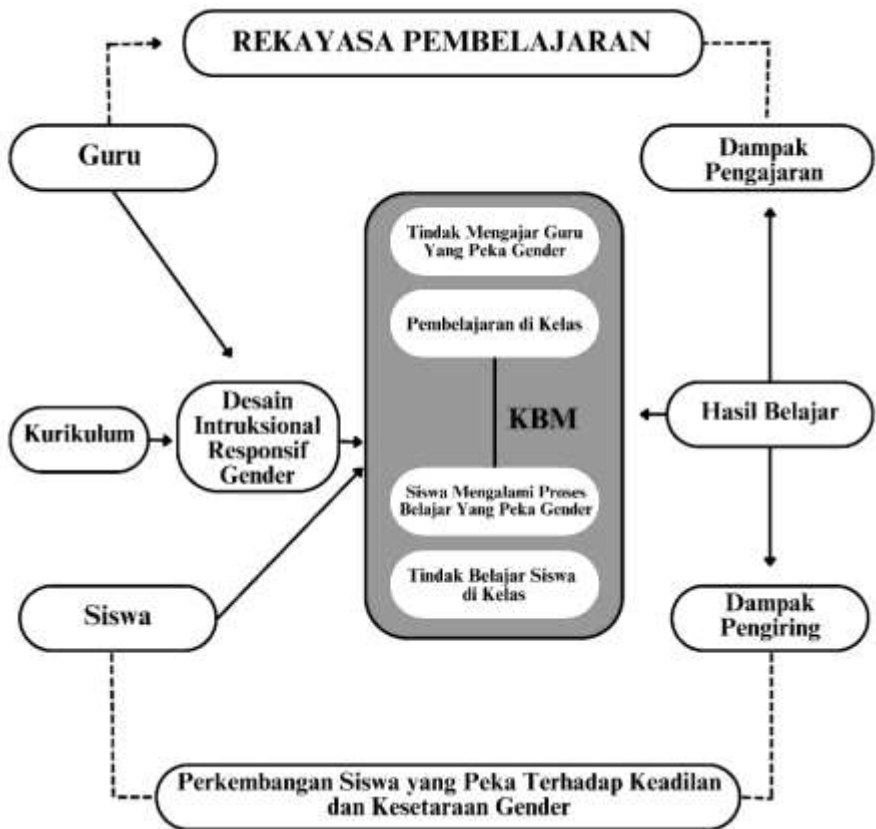 REKAYASA PEMBELAJARAN
Guru
Dampak
Pengajaran
Tindak Mengajar Guru
Yang Peka Gender
Pembelajaran di Kelas
Kurikulum
Desain
Intruksional
Responsif
Gender
KBM
Hasil Belajar
Siswa Mengalami Proses
Belajar Yang Peka Gender
Tindak Belajar Siswa
di Kelas
Siswa
Dampak
Pengiring
Perkembangan Siswa yang Peka Terhadap Keadilan
dan Kesetaraan Gender